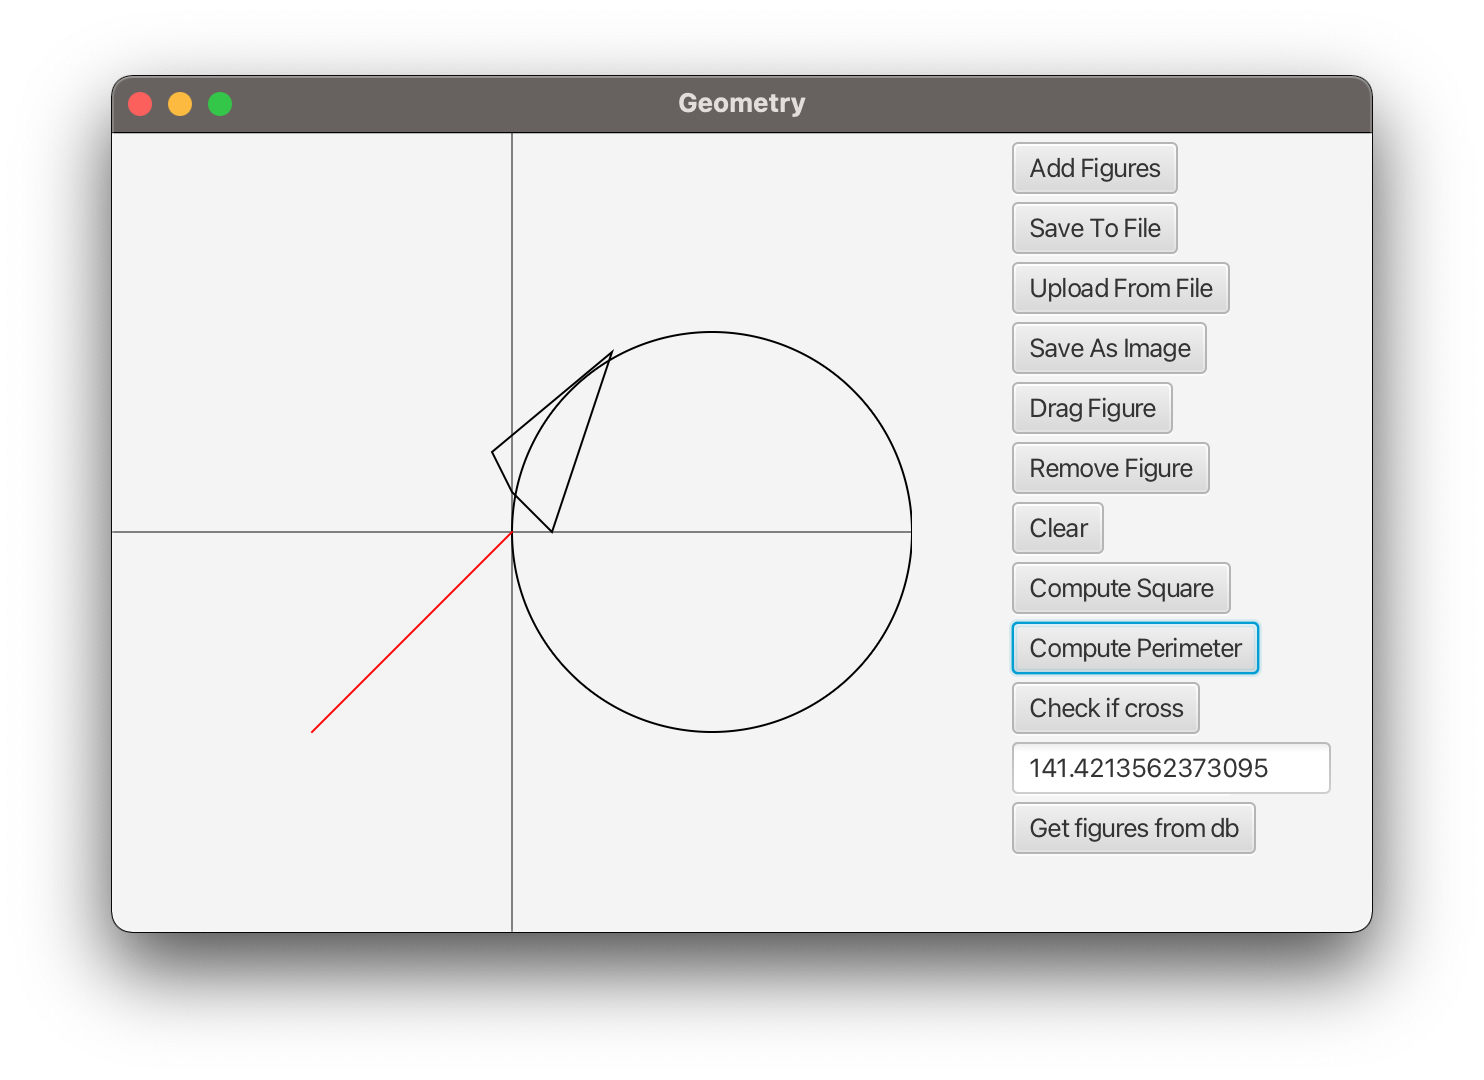 Geometry
Add Figures
Save To File
Upload From File
Save As Image
Drag Figure
Remove Figure
Clear
Compute Square
Compute Perimeter
Check if cross
141.4213562373095
Get figures from db